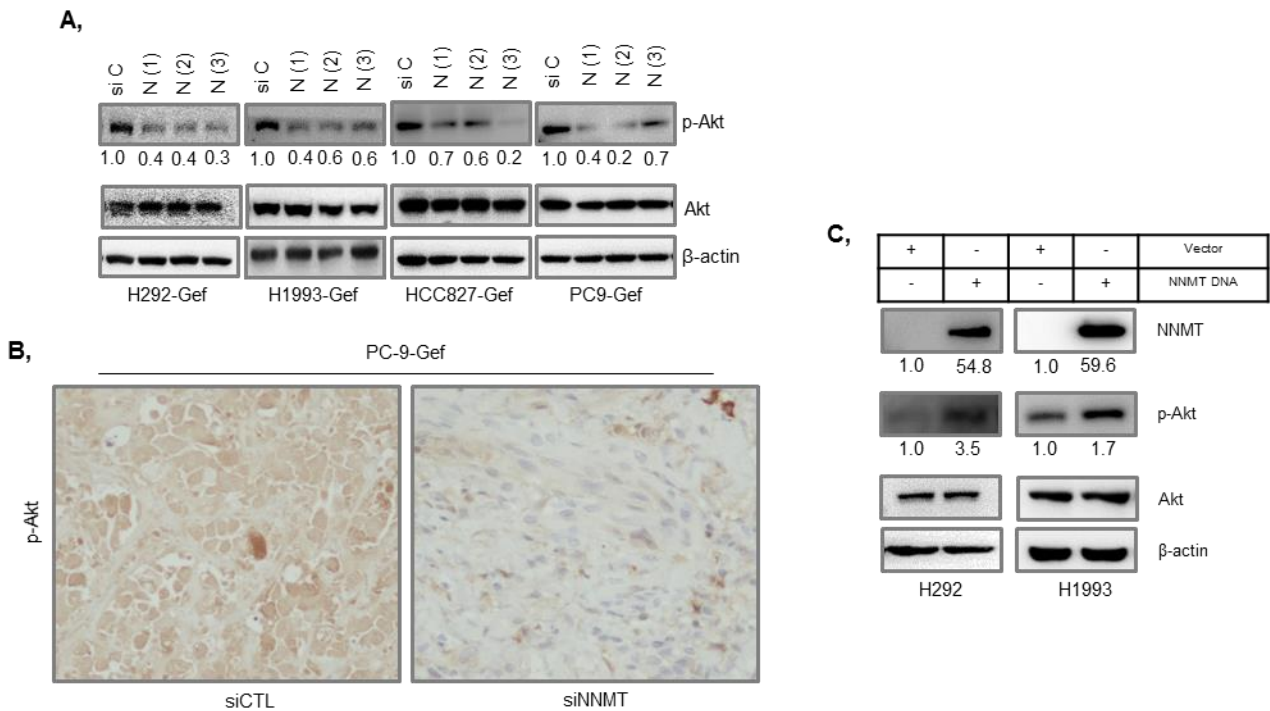 A,
si C N (1) N (2) N (3) si C N (1) N (2) N (3) si C N (1) N (2) N (3) si C N (1) N (2) N (3)
p-Akt
1.0 0.4 0.4 0.3 1.0 0.4 0.6 0.6 1.0 0.7 0.6 0.2 1.0 0.4 0.2 0.7
Akt
β-actin
H292-Gef H1993-Gef HCC827-Gef PC9-Gef
B,
PC-9-Gef
p-Akt
siCTL siNNMT
C,
+ - + - Vector
- + - + NNMT DNA
NNMT
1.0 54.8 1.0 59.6
p-Akt
1.0 3.5 1.0 1.7
Akt
β-actin
H292 H1993